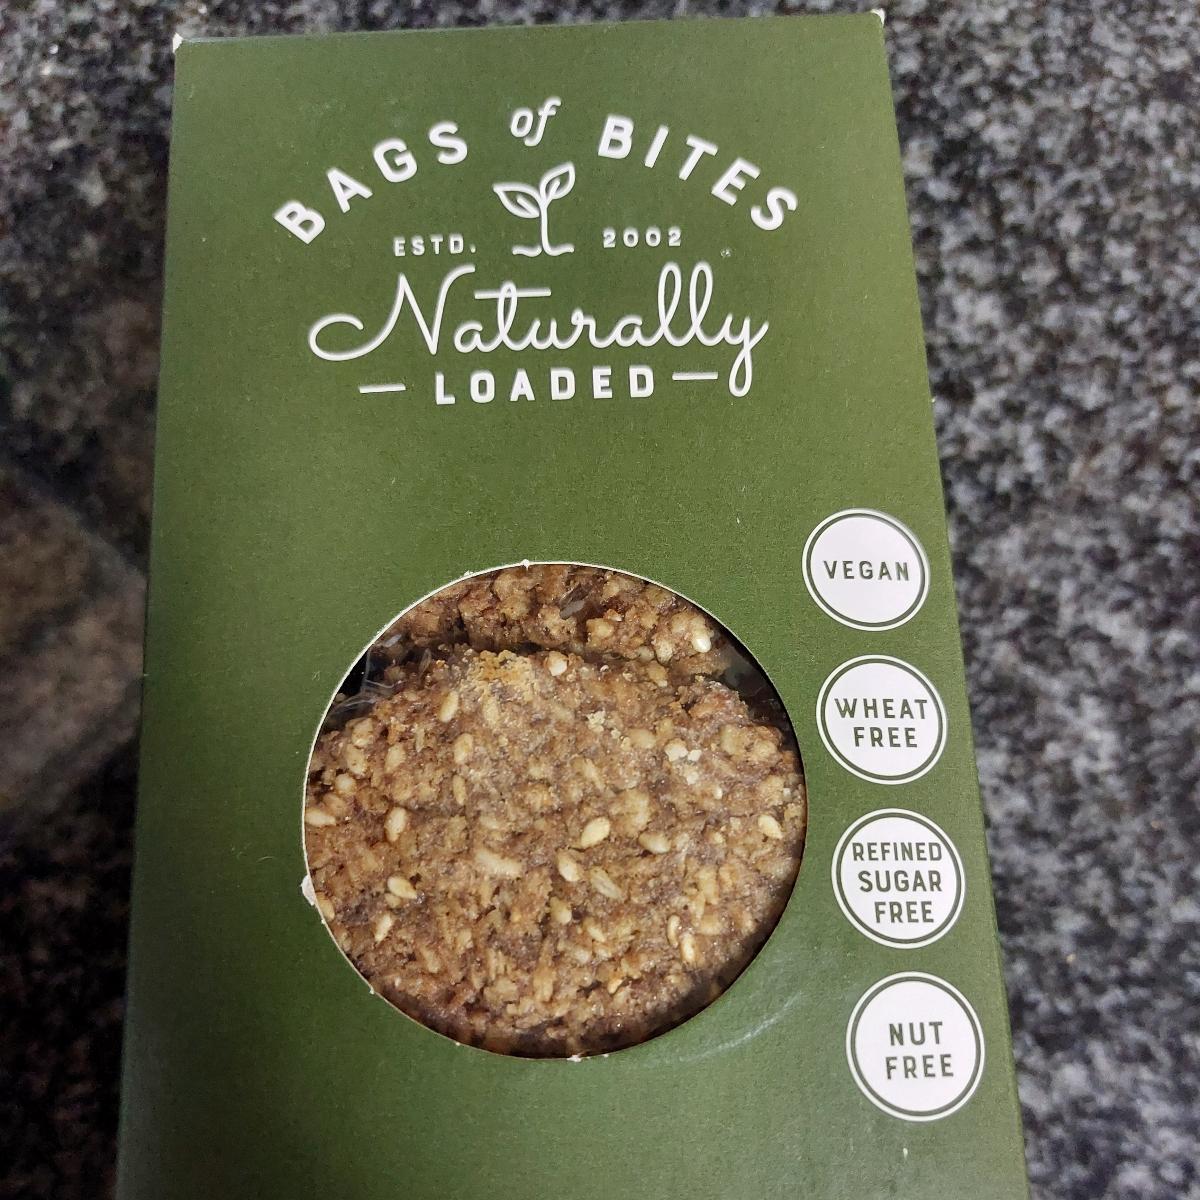 BAGS of BITES
ESTD. 2002
Naturally
LOADED
VEGAN
WHEAT
FREE
REFINED
SUGAR
FREE
NUT
FREE